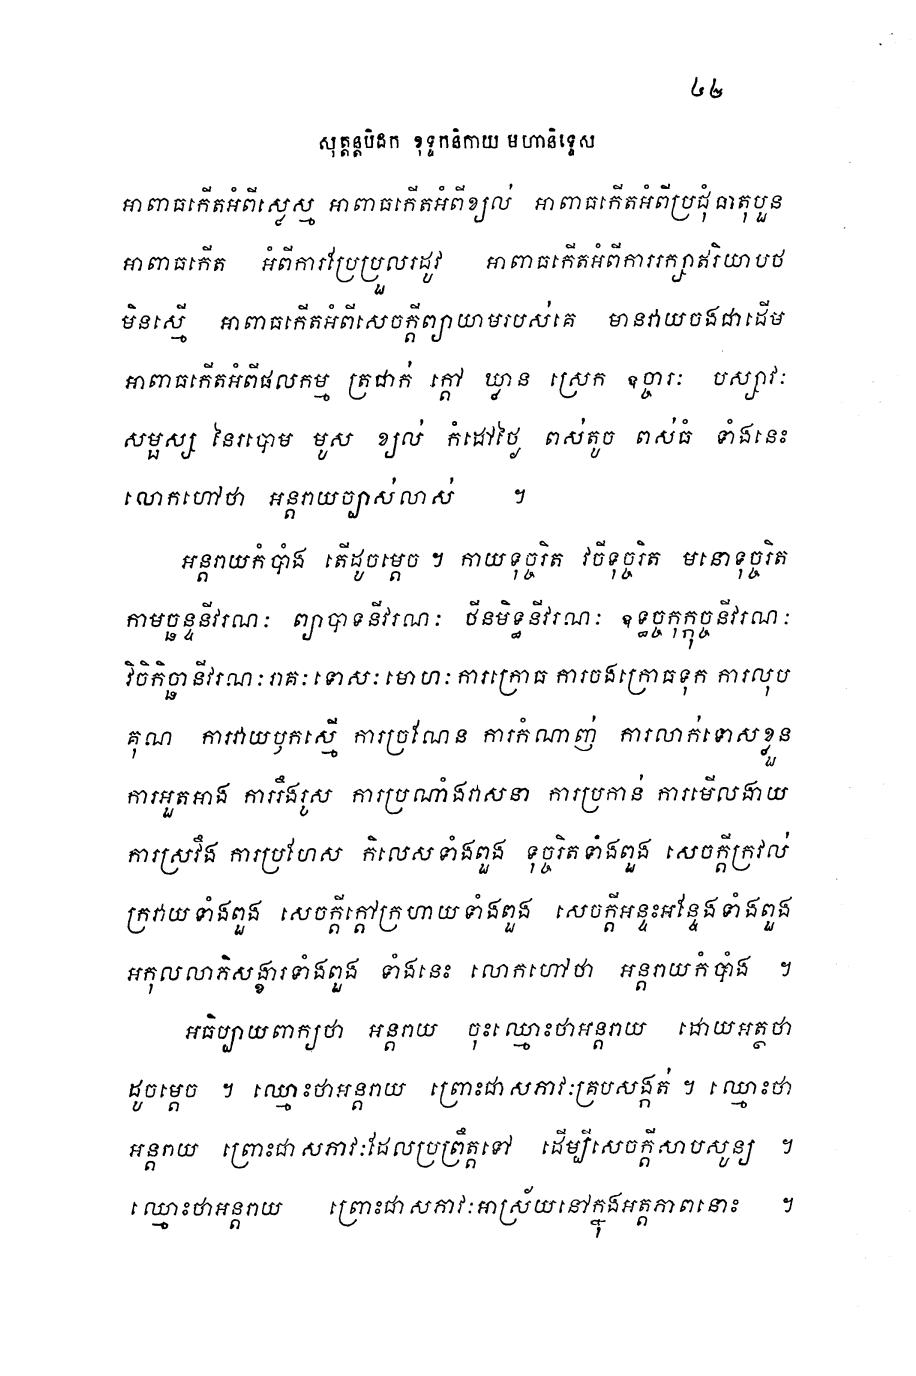 ៤២
សុត្តន្តបិដក ខុទ្ទកនិកាយ មហានិទ្ទេស
អាពាធកើតអំពីស្លេស្ម អាពាធកើតអំពីខ្យល់ អាពាធកើតអំពីប្រជុំធាតុបួន
អាពាធកើត អំពីការប្រែប្រួលរដូវ អាពាធកើតអំពីការរក្សាឥរិយាបថ
មិនស្មើ អាពាធកើតអំពីសេចក្តីព្យាយាមរបស់គេ មានវាយចងជាដើម
អាពាធកើតអំពីផលកម្ម ត្រជាក់ ក្តៅ ឃ្លាន ស្រេក ឧច្ចារៈ បស្សាវៈ
សម្ផស្ស នៃរបោម មូស ខ្យល់ កំដៅថ្ងៃ ពស់តូច ពស់ធំ ទាំងនេះ
លោកហៅថា អន្តរាយច្បាស់លាស់ ។
អន្តរាយកំបាំង តើដូចម្តេច ។ កាយទុច្ចរិត វចីទុច្ចរិត មនោទុច្ចរិត
កាមច្ឆន្ទនីវរណៈ ព្យាបាទនីវរណៈ ថីនមិទ្ធនីវរណៈ ឧទ្ធច្ចកុក្កុច្ចនីវរណៈ
វិចិកិច្ឆានីវរណៈ រាគៈ ទោសៈ មោហៈ ការក្រោធ ការចងក្រោធទុក ការលុប
គុណ ការវាយឫកស្មើ ការច្រណែន ការកំណាញ់ ការលាក់ទោសខ្លួន
ការអួតអាង ការរឹងរូស ការប្រណាំងវាសនា ការប្រកាន់ ការមើលងាយ
ការស្រវឹង ការប្រហែស កិលេសទាំងពួង ទុច្ចរិតទាំងពួង សេចក្តីក្រវល់
ក្រវាយទាំងពួង សេចក្តីក្តៅក្រហាយទាំងពួង សេចក្តីអន្ទះអន្ទែងទាំងពួង
អកុសលាភិសង្ខារទាំងពួង ទាំងនេះ លោកហៅថា អន្តរាយកំបាំង ។
អធិប្បាយពាក្យថា អន្តរាយ ចុះឈ្មោះថាអន្តរាយ ដោយអត្ថថា
ដូចម្តេច ។ ឈ្មោះថាអន្តរាយ ព្រោះជាសភាវៈគ្របសង្កត់ ។ ឈ្មោះថា
អន្តរាយ ព្រោះជាសភាវៈដែលប្រព្រឹត្តទៅ ដើម្បីសេចក្តីសាបសូន្យ ។
ឈ្មោះថាអន្តរាយ ព្រោះជាសភាវៈអាស្រ័យនៅក្នុងអត្តភាពនោះ ។